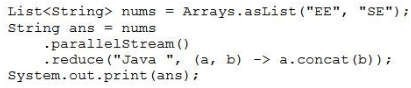 List<String> nums = Arrays.asList("EE", "SE");
String ans = nums
    .parallelStream()
    .reduce("Java ", (a, b) -> a.concat(b));
System.out.print(ans);